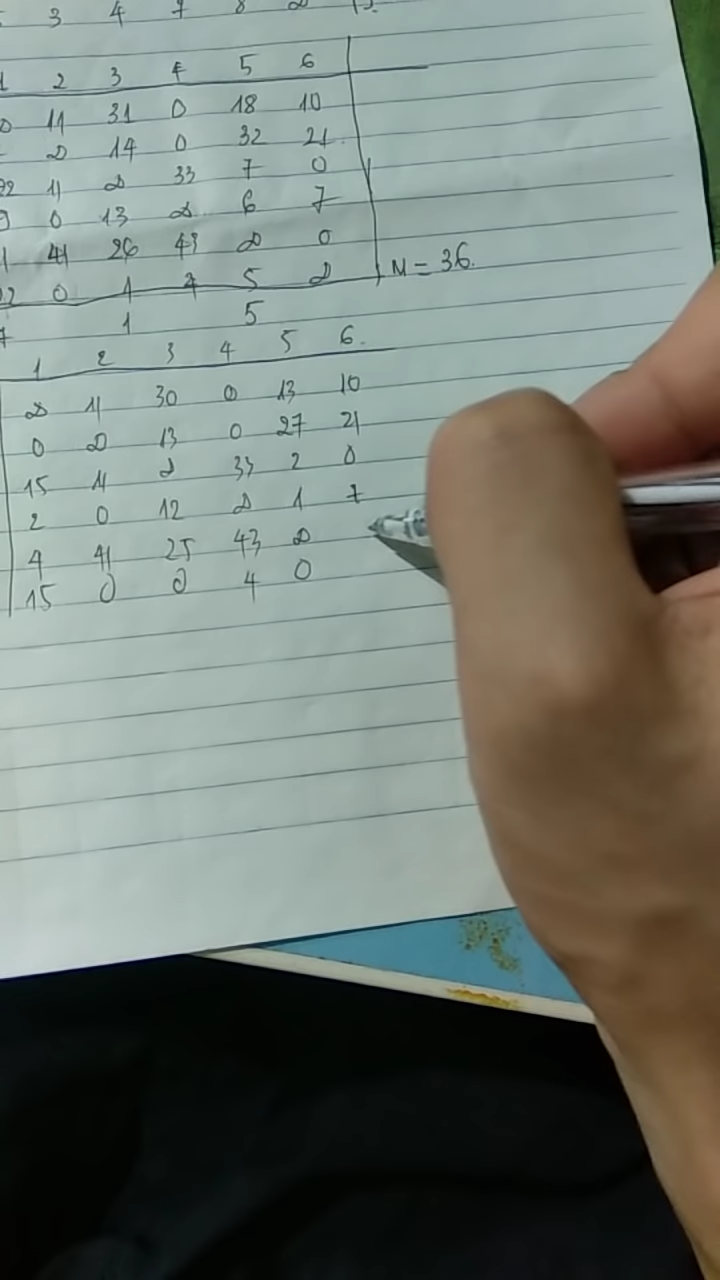 3 4 7 8 ∞
1 2 3 4 5 6
11 31 0 18 10
∞ 14 0 32 21
11 ∞ 33 7 0
0 13 ∞ 6 7
41 26 43 ∞ 0
0 1 4 5 ∞ M = 36.
1 5
1 2 3 4 5 6.
∞ 11 30 0 13 10
0 ∞ 13 0 27 21
15 11 ∞ 33 2 0
2 0 12 ∞ 1 7
4 41 25 43 ∞
15 0 0 4 0